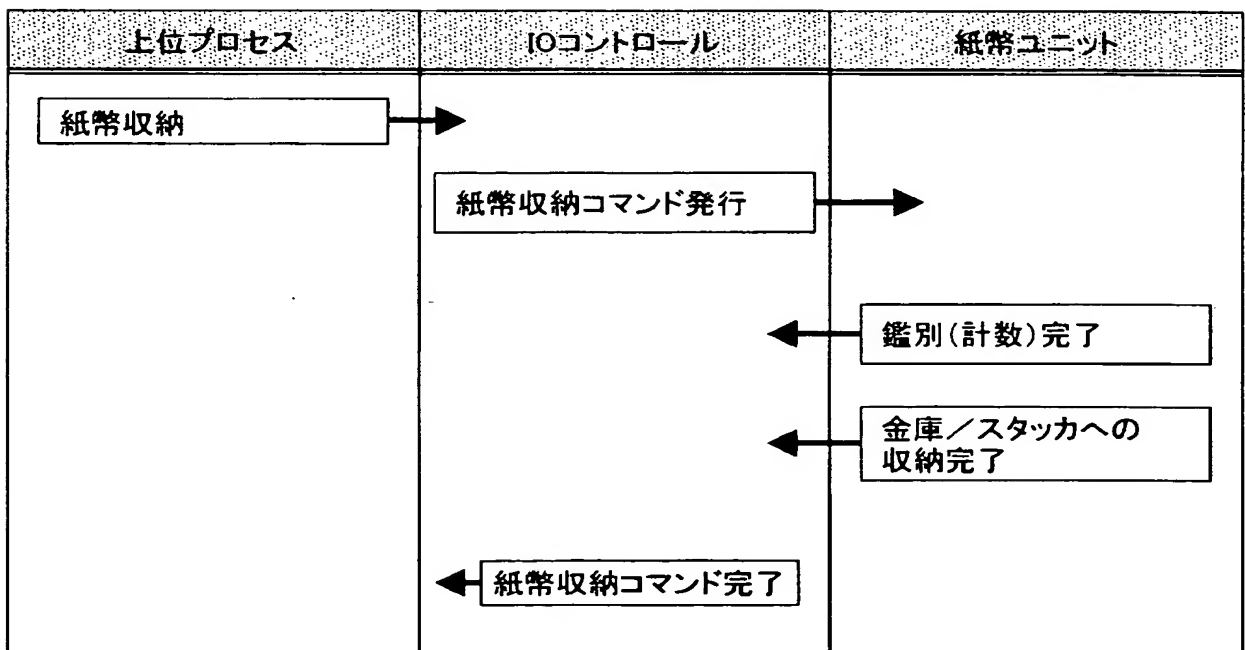 上位プロセス
IOコントロール
紙幣ユニット
紙幣収納
紙幣収納コマンド発行
鑑別(計数)完了
金庫／スタッカへの
収納完了
紙幣収納コマンド完了